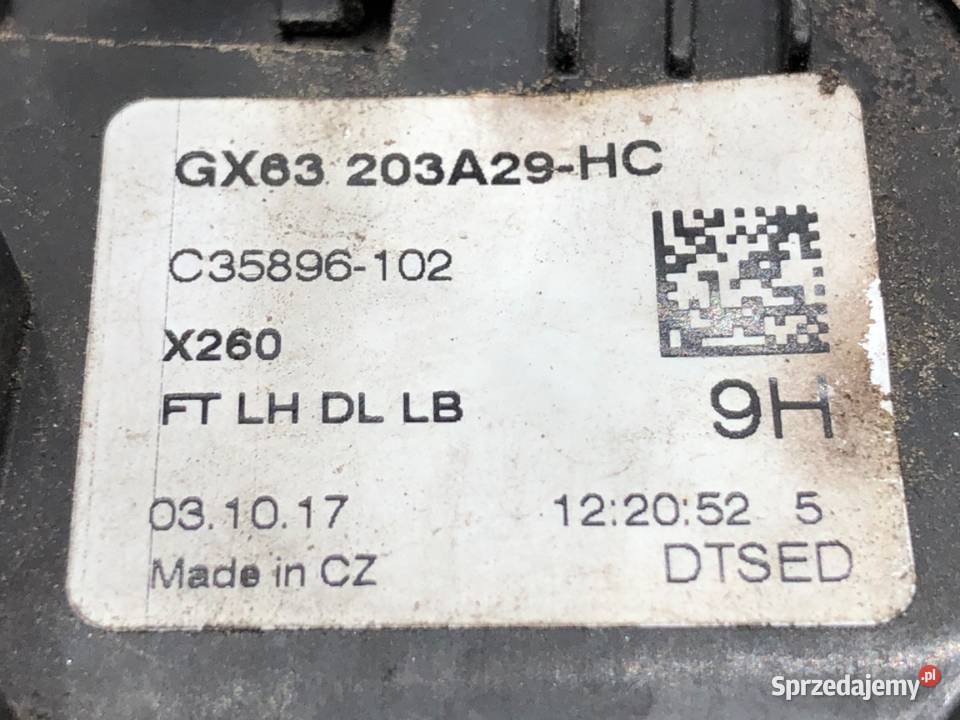 GX63 203A29-HC
C35896-102
X260
FT LH DL LB
9H
03.10.17 12:20:52 5
Made in CZ DTSED
Sprzedajemy.pl